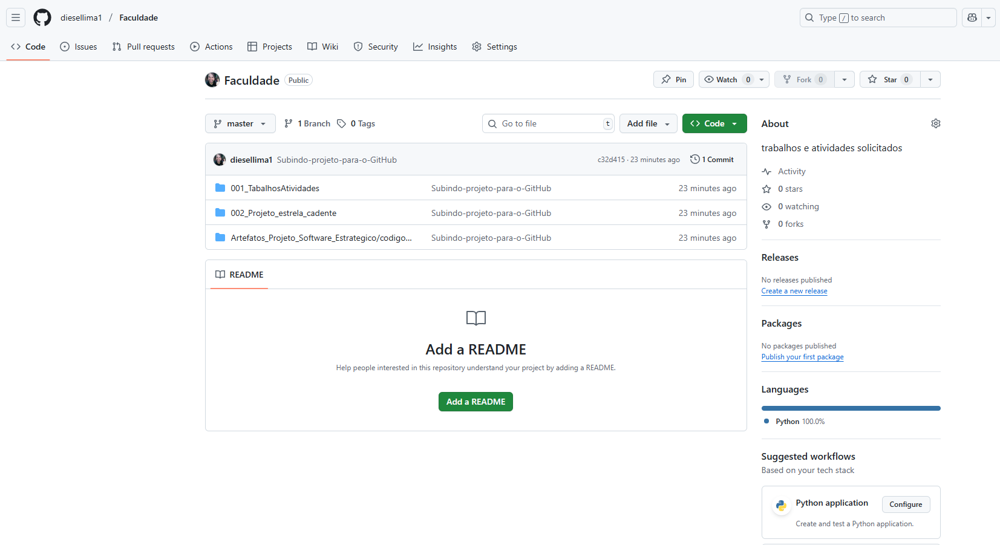 diesellima1 / Faculdade
Type / to search
Code Issues Pull requests Actions Projects Wiki Security Insights Settings
Faculdade Public
Pin Watch 0 Fork 0 Star 0
master 1 Branch 0 Tags
Go to file t Add file Code
diesellima1 Subindo-projeto-para-o-GitHub c32d415 · 23 minutes ago 1 Commit
001_TabalhosAtividades Subindo-projeto-para-o-GitHub 23 minutes ago
002_Projeto_estrela_cadente Subindo-projeto-para-o-GitHub 23 minutes ago
Artefatos_Projeto_Software_Estrategico/codigo... Subindo-projeto-para-o-GitHub 23 minutes ago
README
Add a README
Help people interested in this repository understand your project by adding a README.
Add a README
About
trabalhos e atividades solicitados
Activity
0 stars
0 watching
0 forks
Releases
No releases published
Create a new release
Packages
No packages published
Publish your first package
Languages
Python 100.0%
Suggested workflows
Based on your tech stack
Python application Configure
Create and test a Python application.